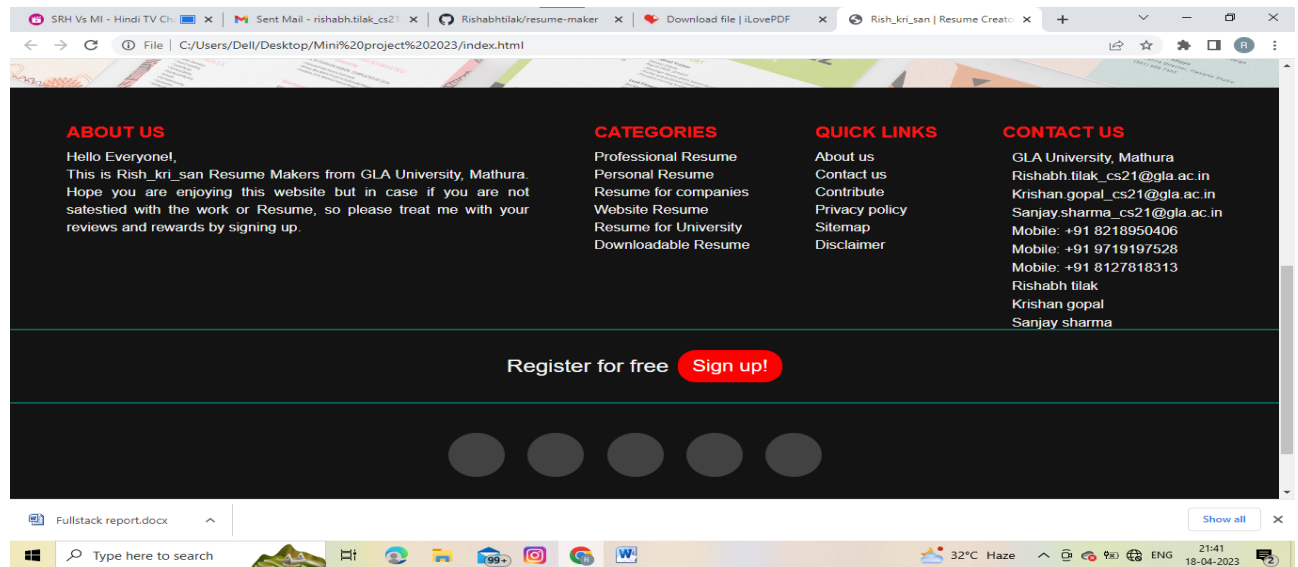 SRH Vs MI - Hindi TV Ch
Sent Mail - rishabh.tilak_cs21
Rishabhtilak/resume-maker
Download file | iLovePDF
Rish_kri_san | Resume Creato
File | C:/Users/Dell/Desktop/Mini%20project%202023/index.html
R
ABOUT US
Hello Everyone!,
This is Rish_kri_san Resume Makers from GLA University, Mathura.
Hope you are enjoying this website but in case if you are not
satestied with the work or Resume, so please treat me with your
reviews and rewards by signing up.
CATEGORIES
Professional Resume
Personal Resume
Resume for companies
Website Resume
Resume for University
Downloadable Resume
QUICK LINKS
About us
Contact us
Contribute
Privacy policy
Sitemap
Disclaimer
CONTACT US
GLA University, Mathura
Rishabh.tilak_cs21@gla.ac.in
Krishan.gopal_cs21@gla.ac.in
Sanjay.sharma_cs21@gla.ac.in
Mobile: +91 8218950406
Mobile: +91 9719197528
Mobile: +91 8127818313
Rishabh tilak
Krishan gopal
Sanjay sharma
Register for free Sign up!
Fullstack report.docx
Show all
Type here to search
99+
32°C Haze
ENG
21:41
18-04-2023
2